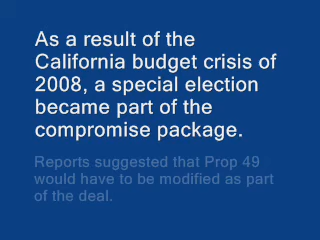 As a result of the
California budget crisis of
2008, a special election
became part of the
compromise package.
Reports suggested that Prop 49
would have to be modified as part
of the deal.